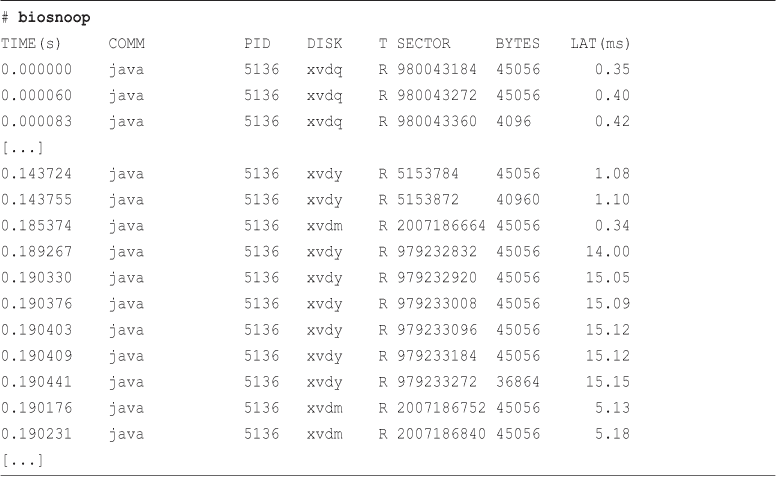 # biosnoop
TIME(s) COMM PID DISK T SECTOR BYTES LAT(ms)
0.000000 java 5136 xvdq R 980043184 45056 0.35
0.000060 java 5136 xvdq R 980043272 45056 0.40
0.000083 java 5136 xvdq R 980043360 4096 0.42
[...]
0.143724 java 5136 xvdy R 5153784 45056 1.08
0.143755 java 5136 xvdy R 5153872 40960 1.10
0.185374 java 5136 xvdm R 2007186664 45056 0.34
0.189267 java 5136 xvdy R 979232832 45056 14.00
0.190330 java 5136 xvdy R 979232920 45056 15.05
0.190376 java 5136 xvdy R 979233008 45056 15.09
0.190403 java 5136 xvdy R 979233096 45056 15.12
0.190409 java 5136 xvdy R 979233184 45056 15.12
0.190441 java 5136 xvdy R 979233272 36864 15.15
0.190176 java 5136 xvdm R 2007186752 45056 5.13
0.190231 java 5136 xvdm R 2007186840 45056 5.18
[...]